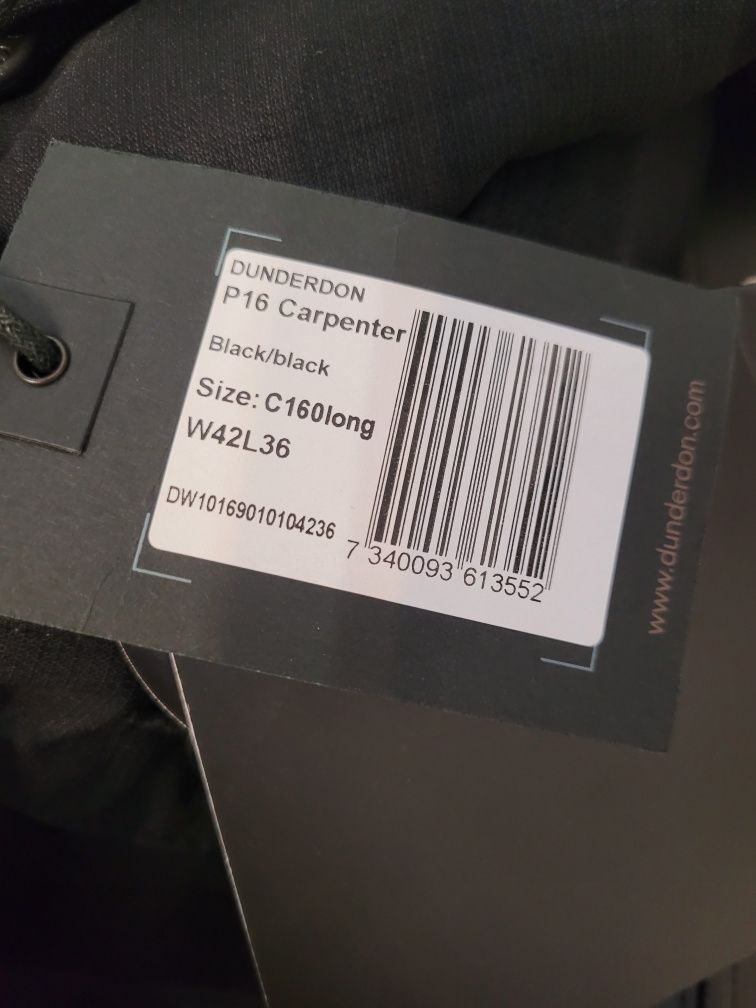 DUNDERDON
P16 Carpenter
Black/black
Size: C160long
W42L36
DW10169010104236
7 340093 613552
www.dunderdon.com